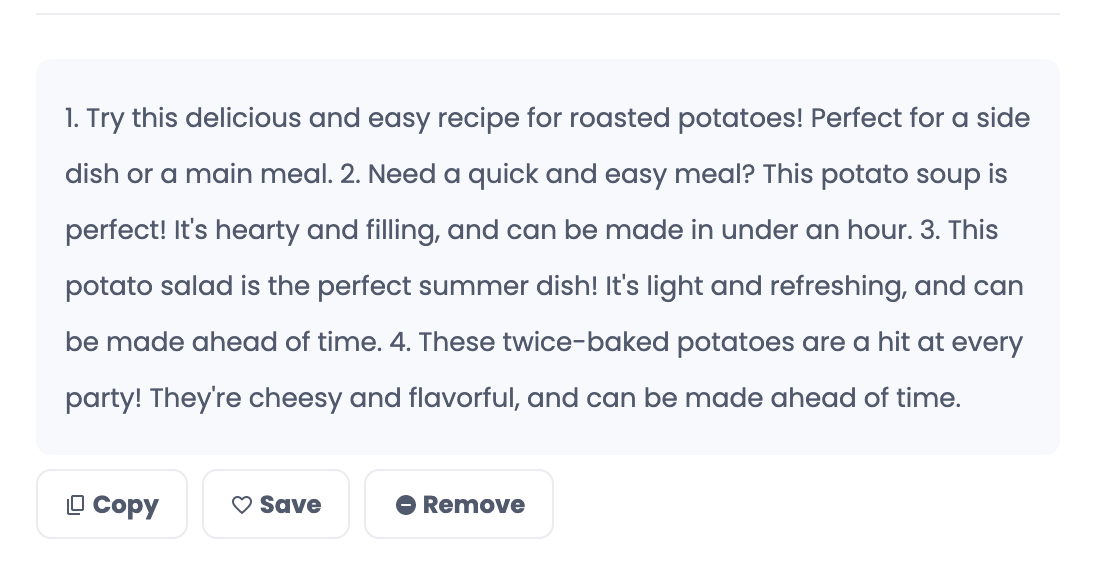 1. Try this delicious and easy recipe for roasted potatoes! Perfect for a side
dish or a main meal. 2. Need a quick and easy meal? This potato soup is
perfect! It's hearty and filling, and can be made in under an hour. 3. This
potato salad is the perfect summer dish! It's light and refreshing, and can
be made ahead of time. 4. These twice-baked potatoes are a hit at every
party! They're cheesy and flavorful, and can be made ahead of time.
Copy Save Remove